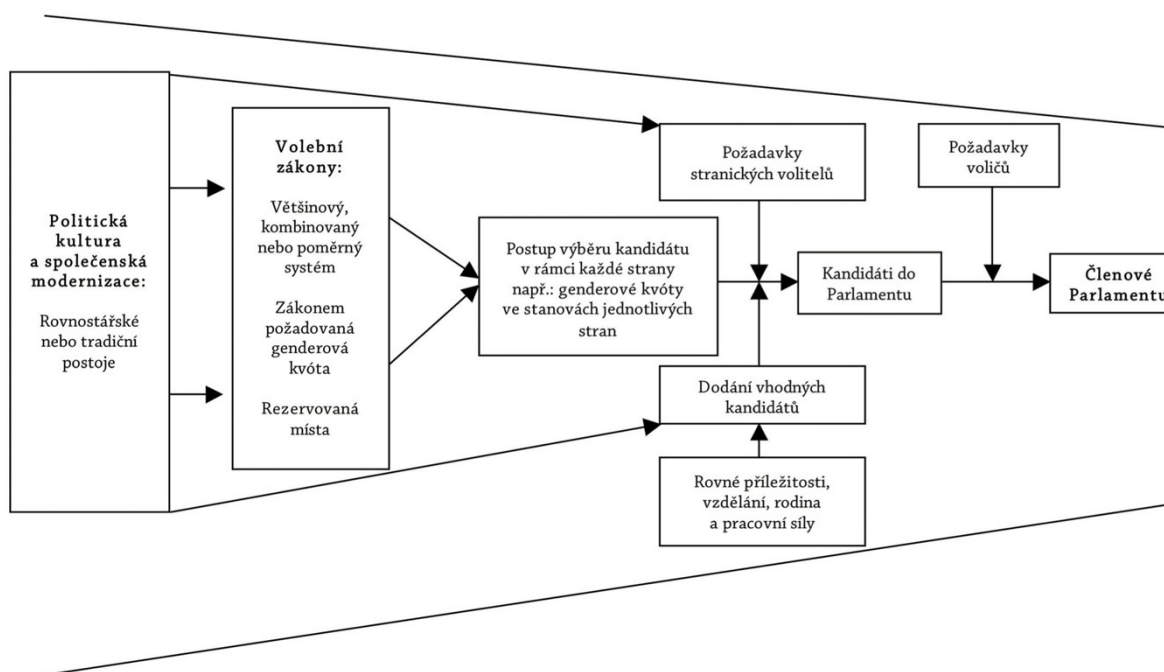 Politická
kultura
a společenská
modernizace:
Rovnostářské
nebo tradiční
postoje
Volební
zákony:
Většinový,
kombinovaný
nebo poměrný
systém
Zákonem
požadovaná
genderová
kvóta
Rezervovaná
místa
Postup výběru kandidátu
v rámci každé strany
např.: genderové kvóty
ve stanovách jednotlivých
stran
Požadavky
stranických volitelů
Dodání vhodných
kandidátů
Rovné příležitosti,
vzdělání, rodina
a pracovní síly
Kandidáti do
Parlamentu
Požadavky
voličů
Členové
Parlamentu